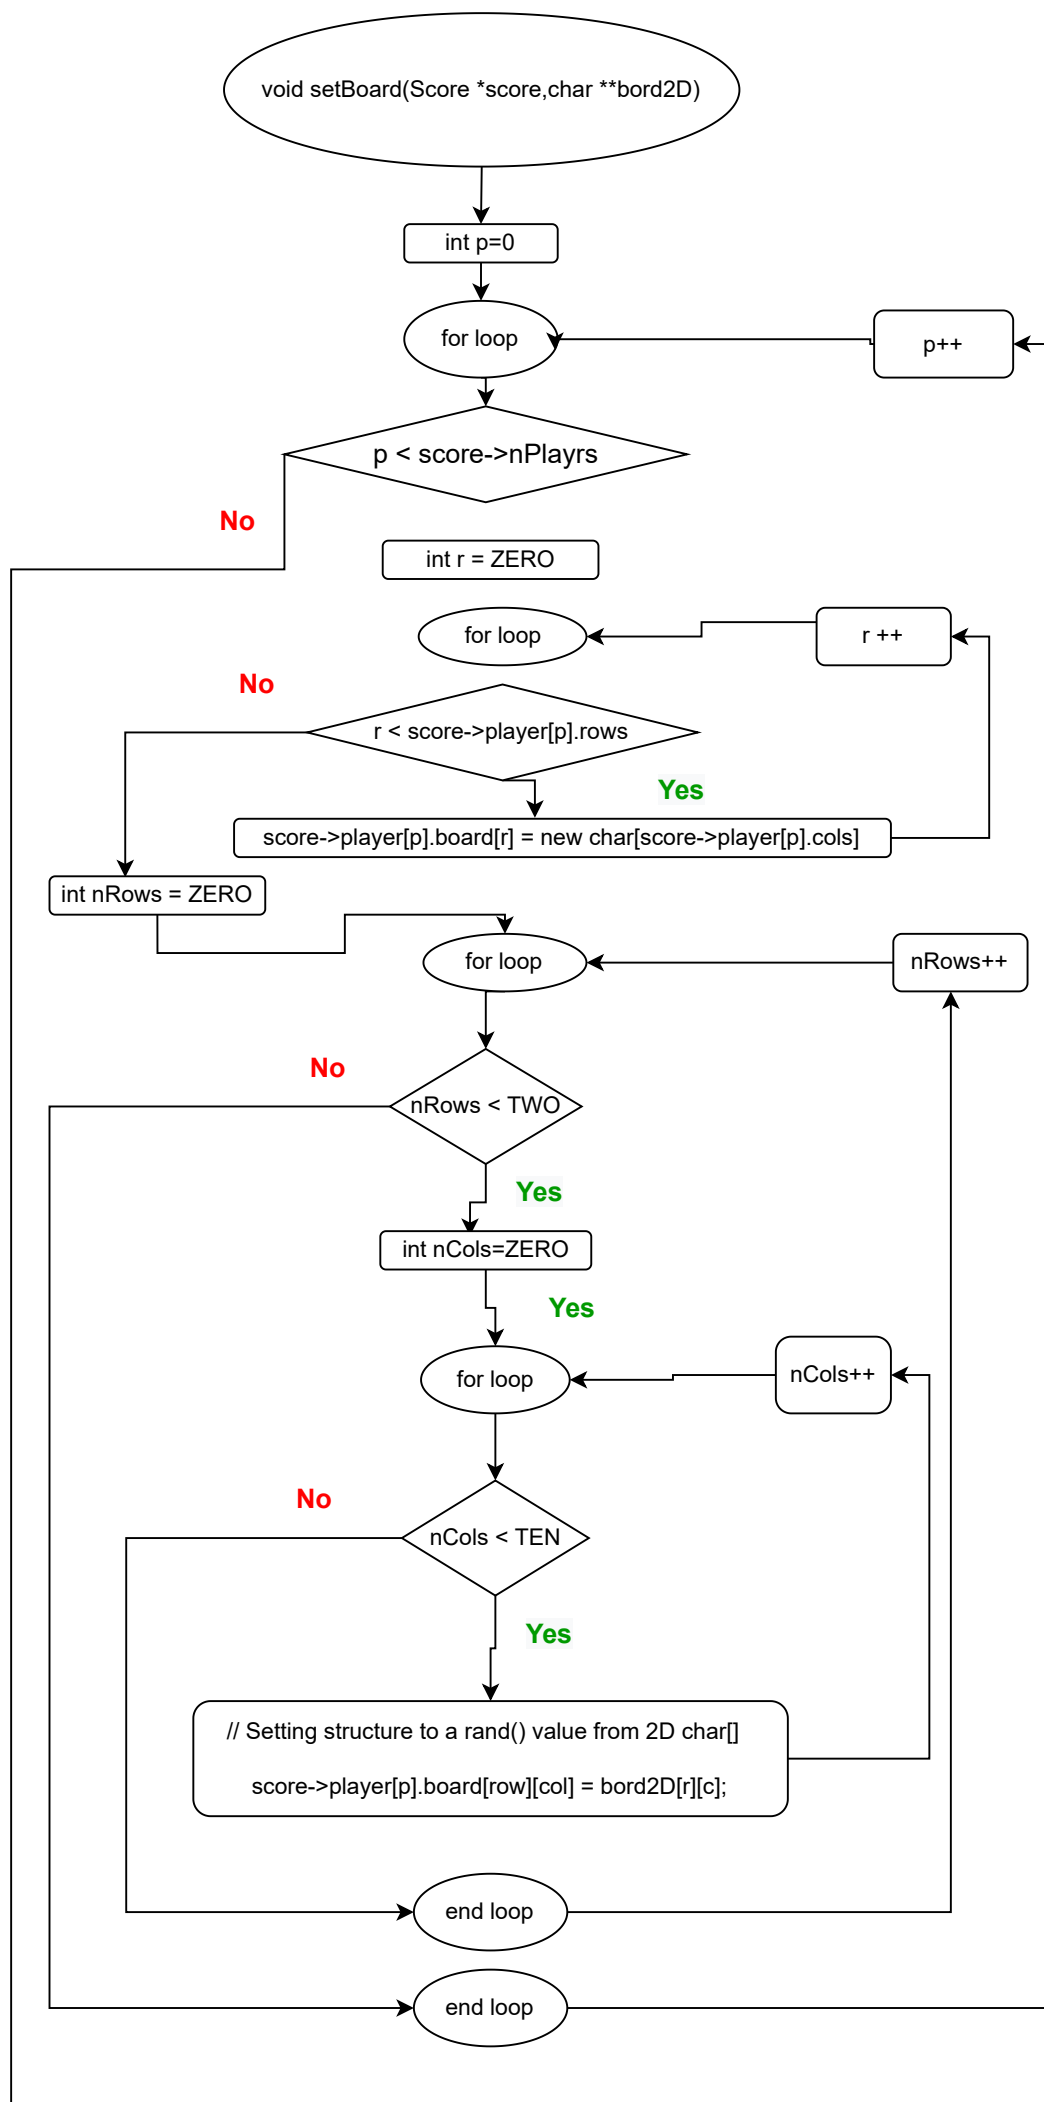 void setBoard(Score *score,char **bord2D)
int p=0
for loop
p++
p < score->nPlayrs
No
int r = ZERO
for loop
r ++
No
r < score->player[p].rows
Yes
score->player[p].board[r] = new char[score->player[p].cols]
int nRows = ZERO
for loop
nRows++
No
nRows < TWO
Yes
int nCols=ZERO
Yes
for loop
nCols++
No
nCols < TEN
Yes
// Setting structure to a rand() value from 2D char[]
score->player[p].board[row][col] = bord2D[r][c];
end loop
end loop